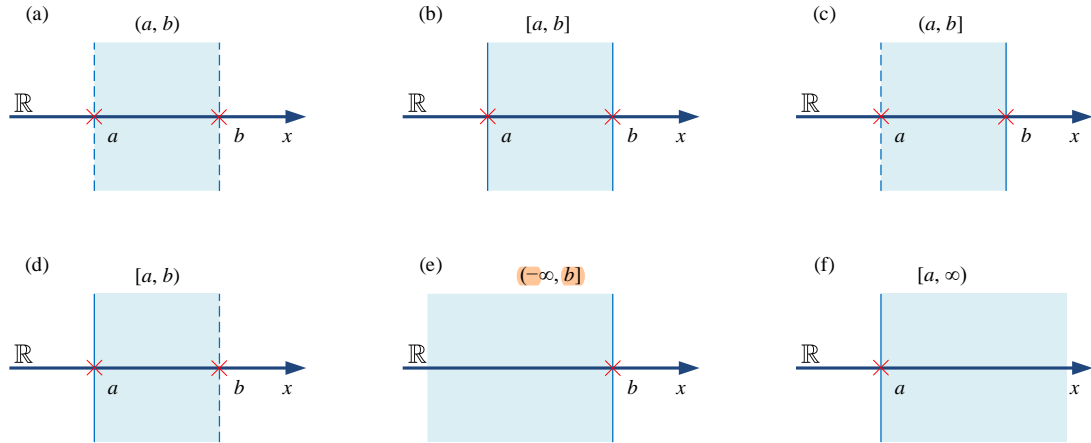 (a)
(a, b)
ℝ
a
b
x
(b)
[a, b]
ℝ
a
b
x
(c)
(a, b]
ℝ
a
b
x
(d)
[a, b)
ℝ
a
b
x
(e)
(−∞, b]
ℝ
b
x
(f)
[a, ∞)
ℝ
a
x